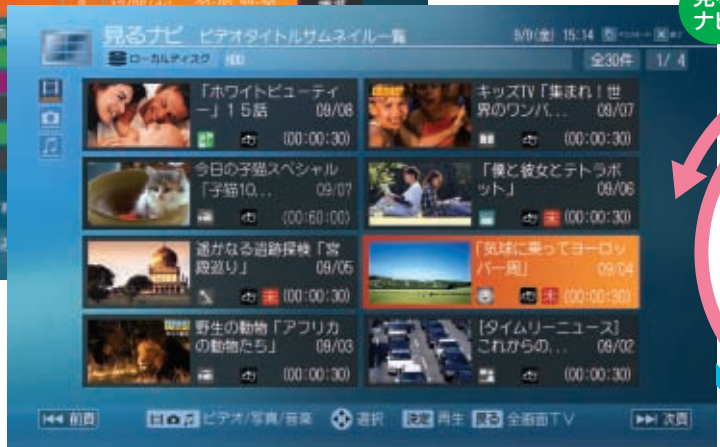 見るナビ ビデオタイトルサムネイル一覧 9/9(金) 15:14
ローカルディスク 全30件 1/4
「ホワイトビューティ
ー」15話 09/08
(00:00:30)
キッズTV「集まれ！世
界のワンパ... 09/07
(00:00:30)
今日の子猫スペシャル
「子猫10... 09/07
(00:60:00)
「僕と彼女とテトラポ
ット」 09/06
未 (00:00:30)
遥かなる遺跡探検「宮
殿巡り」 09/05
未 (00:00:30)
「気球に乗ってヨーロッ
パ一周」 09/04
未 (00:00:30)
野生の動物「アフリカ
の動物たち」 09/03
(00:00:30)
[タイムリーニュース]
これからの... 09/02
(00:00:30)
前頁 ビデオ/写真/音楽 選択 決定 再生 戻る 全画面TV 次頁